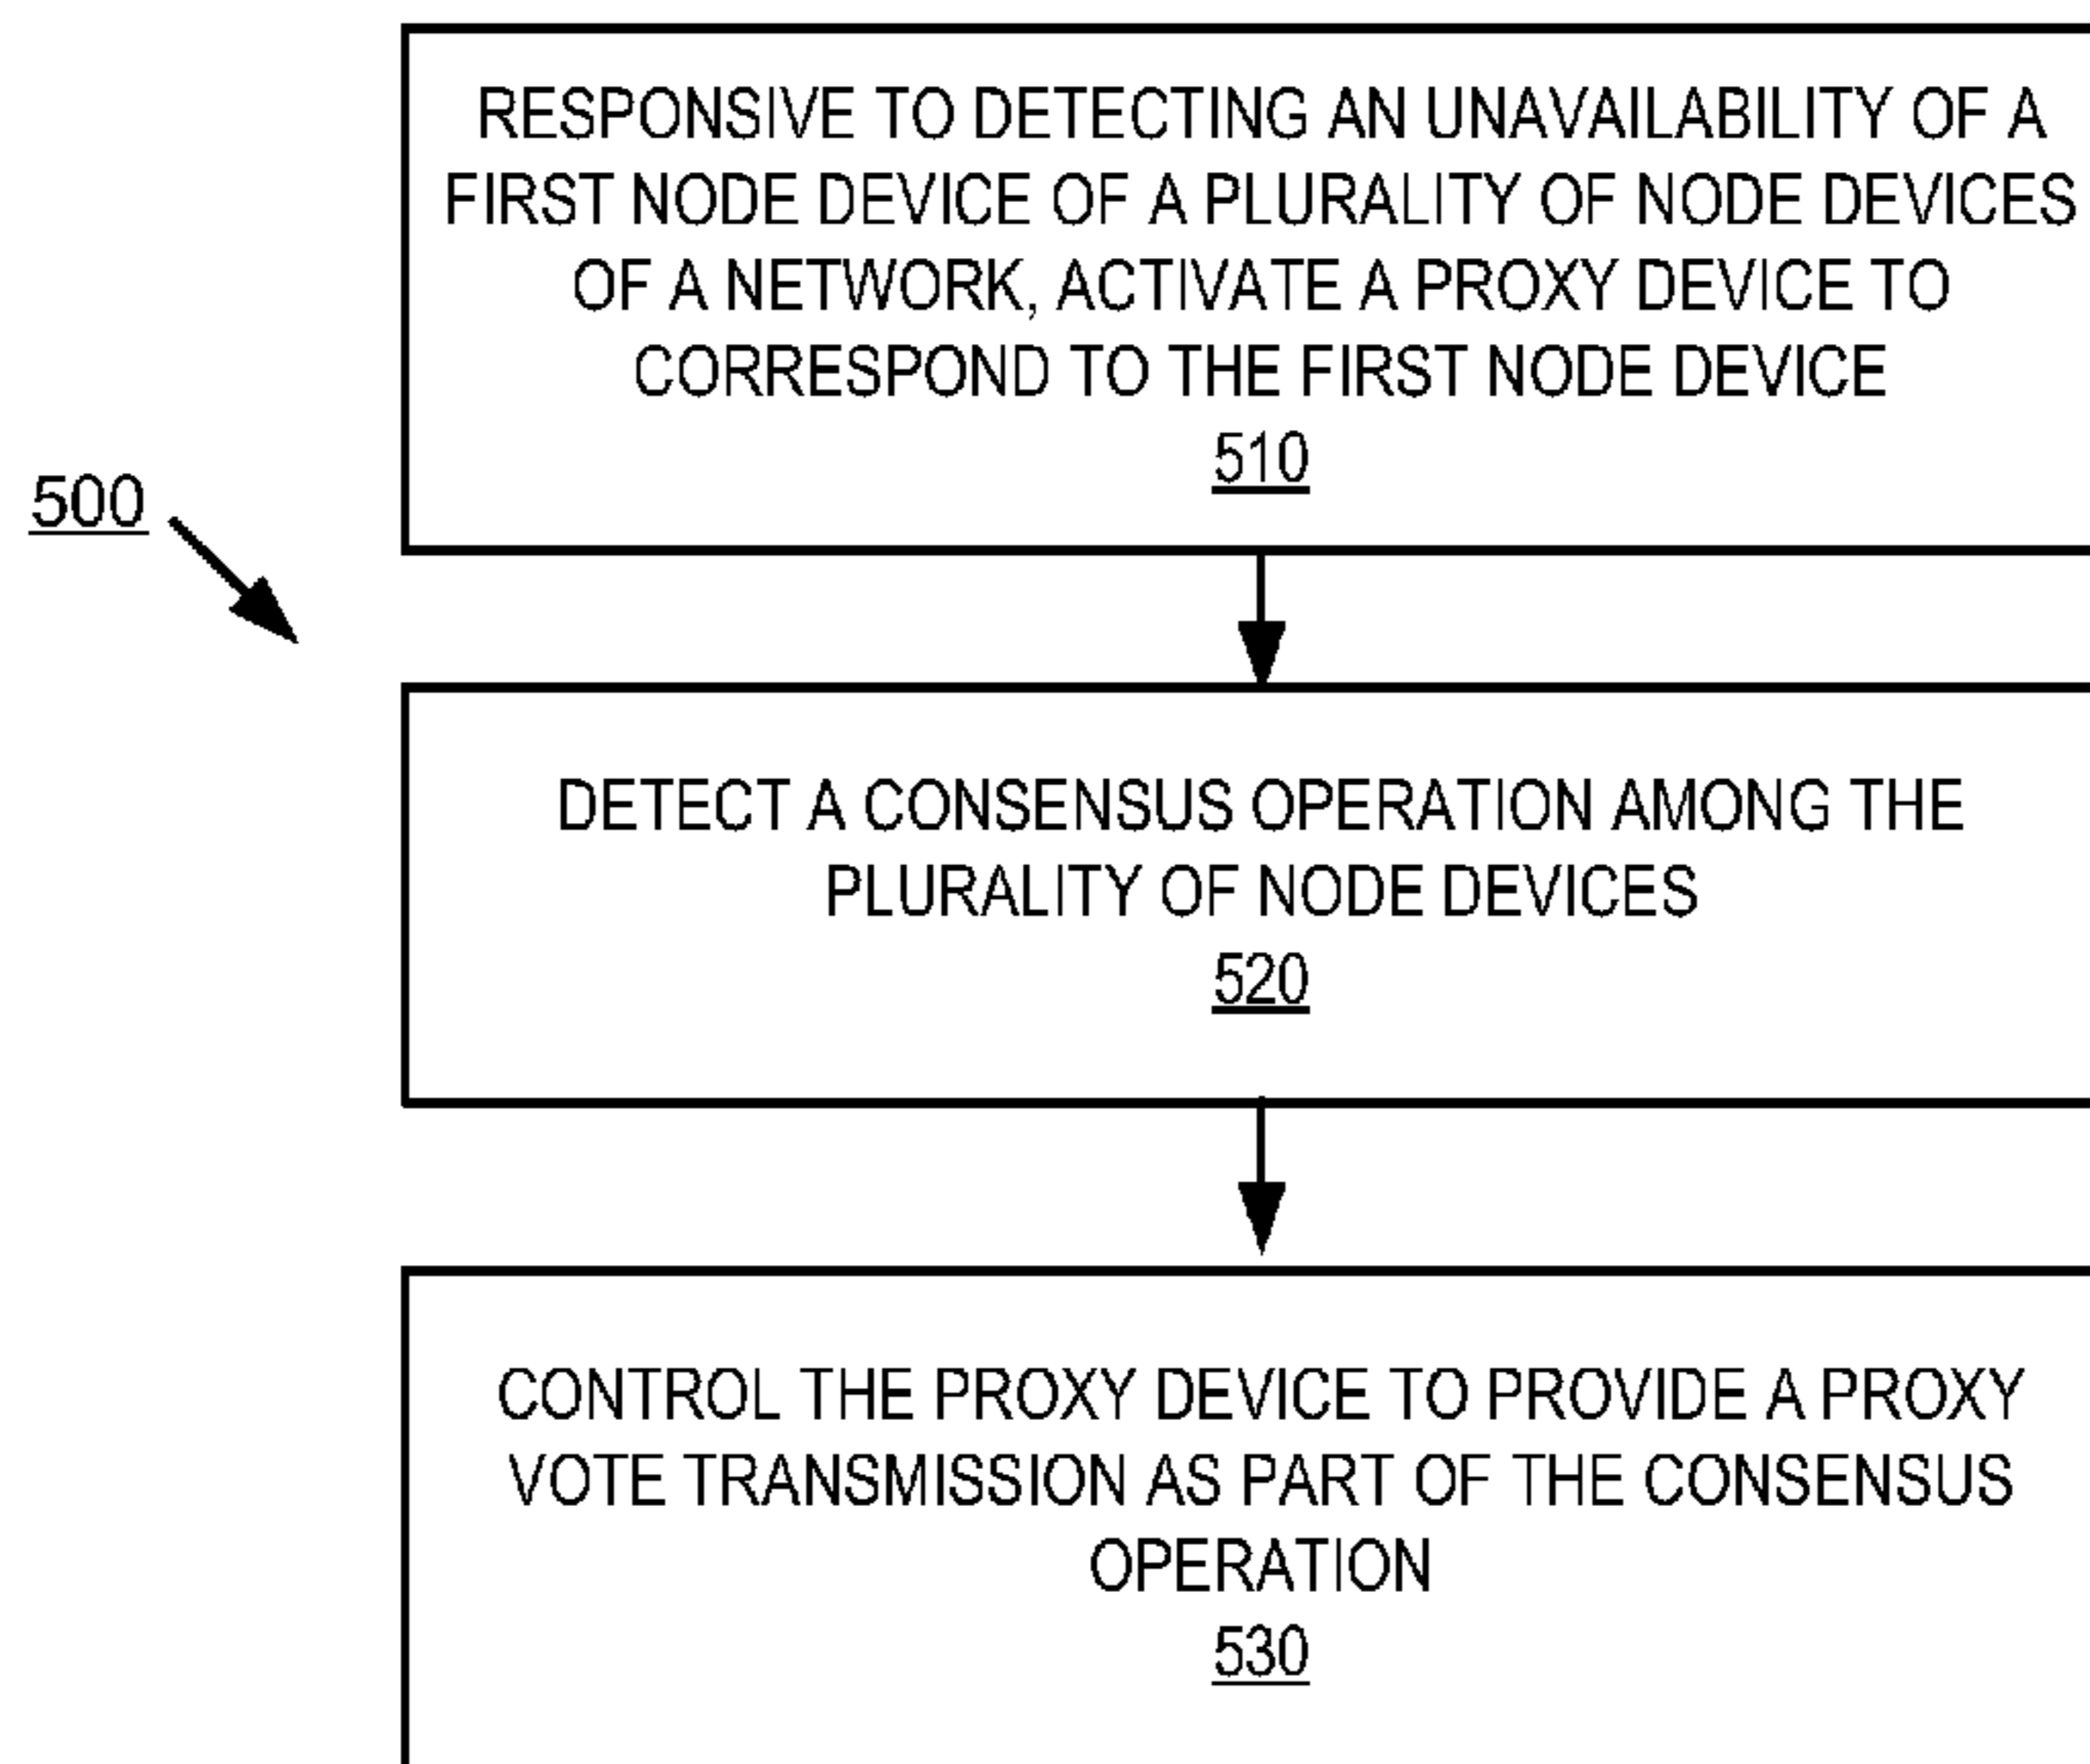 RESPONSIVE TO DETECTING AN UNAVAILABILITY OF A
FIRST NODE DEVICE OF A PLURALITY OF NODE DEVICES
OF A NETWORK, ACTIVATE A PROXY DEVICE TO
CORRESPOND TO THE FIRST NODE DEVICE
510
500
DETECT A CONSENSUS OPERATION AMONG THE
PLURALITY OF NODE DEVICES
520
CONTROL THE PROXY DEVICE TO PROVIDE A PROXY
VOTE TRANSMISSION AS PART OF THE CONSENSUS
OPERATION
530